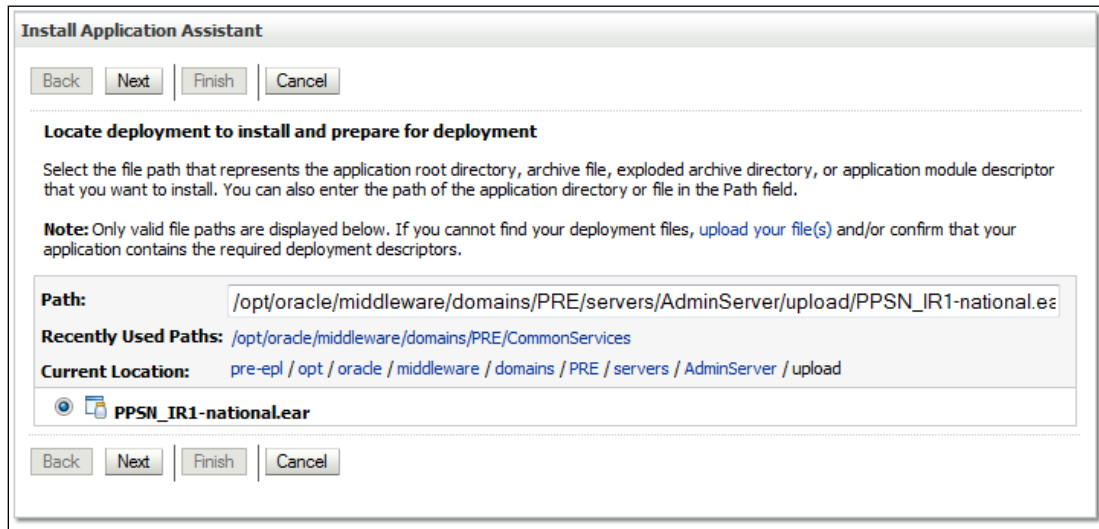 Install Application Assistant
Back Next Finish Cancel
Locate deployment to install and prepare for deployment
Select the file path that represents the application root directory, archive file, exploded archive directory, or application module descriptor
that you want to install. You can also enter the path of the application directory or file in the Path field.
Note: Only valid file paths are displayed below. If you cannot find your deployment files, upload your file(s) and/or confirm that your
application contains the required deployment descriptors.
Path: /opt/oracle/middleware/domains/PRE/servers/AdminServer/upload/PPSN_IR1-national.ea
Recently Used Paths: /opt/oracle/middleware/domains/PRE/CommonServices
Current Location: pre-epl / opt / oracle / middleware / domains / PRE / servers / AdminServer / upload
PPSN_IR1-national.ear
Back Next Finish Cancel